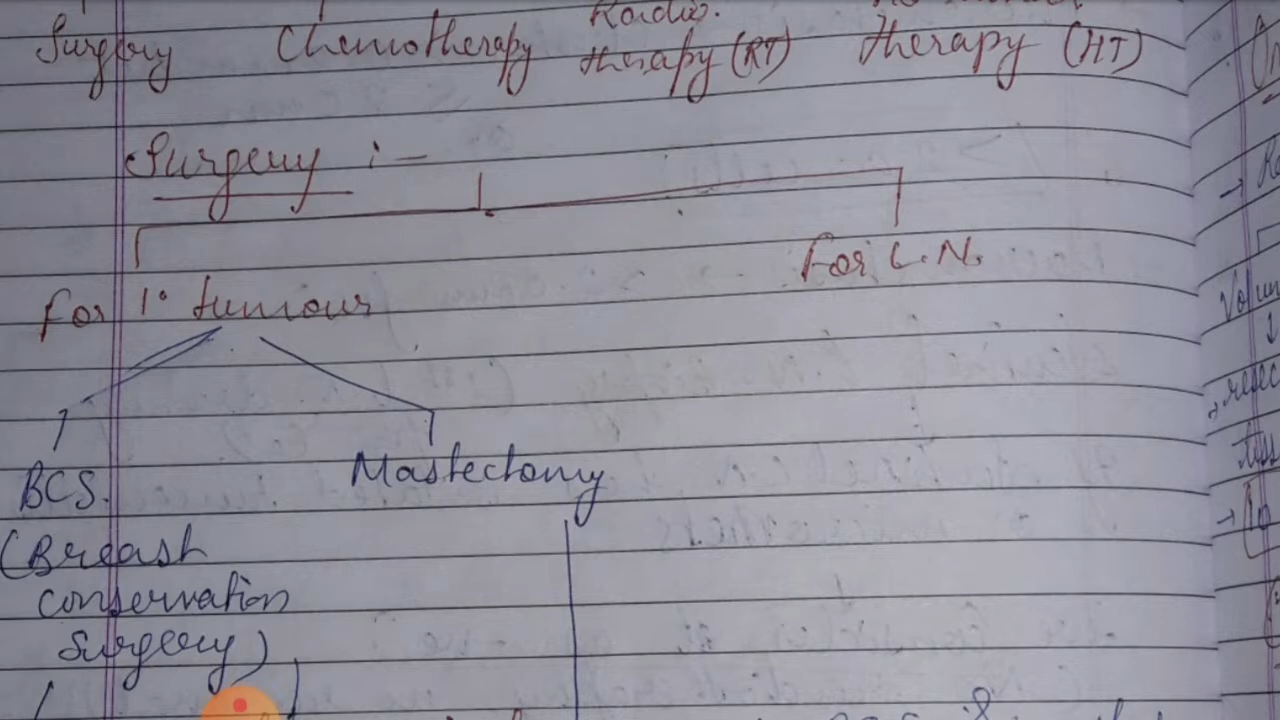 Radio.
Surgery Chemotherapy therapy (RT) therapy (HT)
Surgery :-
For 1° tumour
For L.N.
BCS.
Mastectomy
(Breast
conservation
surgery)